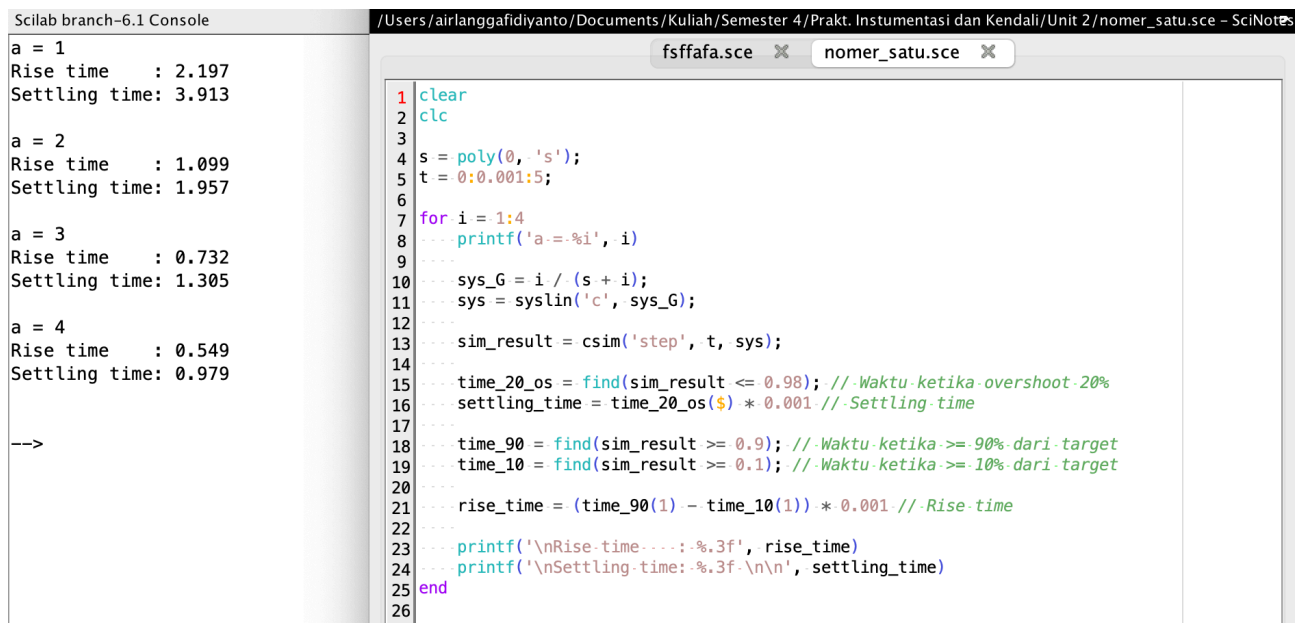 Scilab branch-6.1 Console
a = 1
Rise time    : 2.197
Settling time: 3.913
a = 2
Rise time    : 1.099
Settling time: 1.957
a = 3
Rise time    : 0.732
Settling time: 1.305
a = 4
Rise time    : 0.549
Settling time: 0.979
-->
/Users/airlanggafidiyanto/Documents/Kuliah/Semester 4/Prakt. Instumentasi dan Kendali/Unit 2/nomer_satu.sce – SciNotes
fsffafa.sce
nomer_satu.sce
1 clear
2 clc
3
4 s = poly(0, 's');
5 t = 0:0.001:5;
6
7 for i = 1:4
8     printf('a = %i', i)
9
10     sys_G = i / (s + i);
11     sys = syslin('c', sys_G);
12
13     sim_result = csim('step', t, sys);
14
15     time_20_os = find(sim_result <= 0.98); // Waktu ketika overshoot 20%
16     settling_time = time_20_os($) * 0.001 // Settling time
17
18     time_90 = find(sim_result >= 0.9); // Waktu ketika >= 90% dari target
19     time_10 = find(sim_result >= 0.1); // Waktu ketika >= 10% dari target
20
21     rise_time = (time_90(1) - time_10(1)) * 0.001 // Rise time
22
23     printf('\nRise time    : %.3f', rise_time)
24     printf('\nSettling time: %.3f \n\n', settling_time)
25 end
26